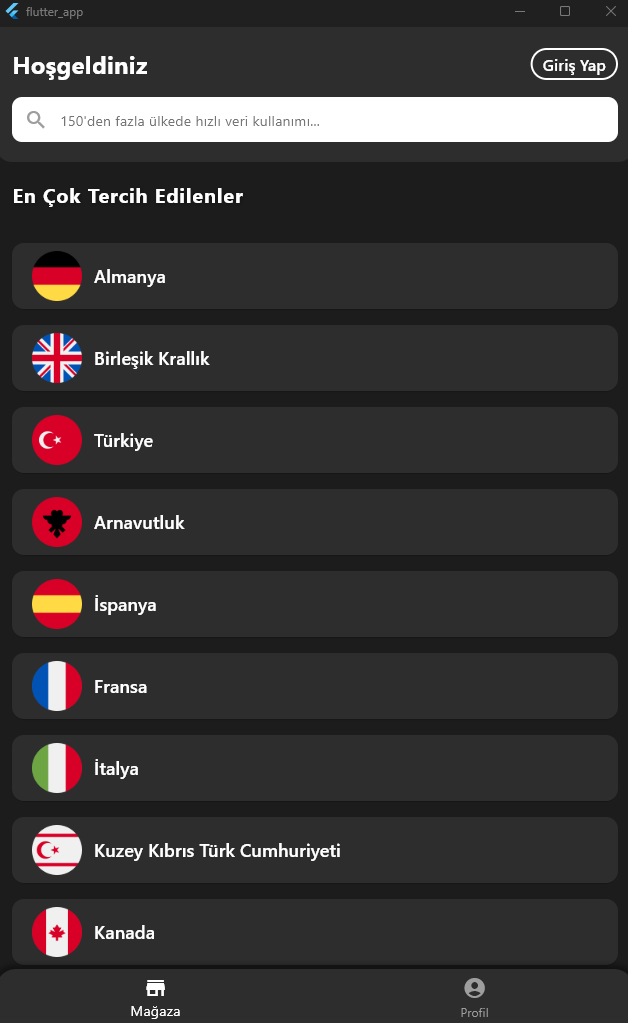 flutter_app
Hoşgeldiniz
Giriş Yap
150'den fazla ülkede hızlı veri kullanımı...
En Çok Tercih Edilenler
Almanya
Birleşik Krallık
Türkiye
Arnavutluk
İspanya
Fransa
İtalya
Kuzey Kıbrıs Türk Cumhuriyeti
Kanada
Mağaza
Profil